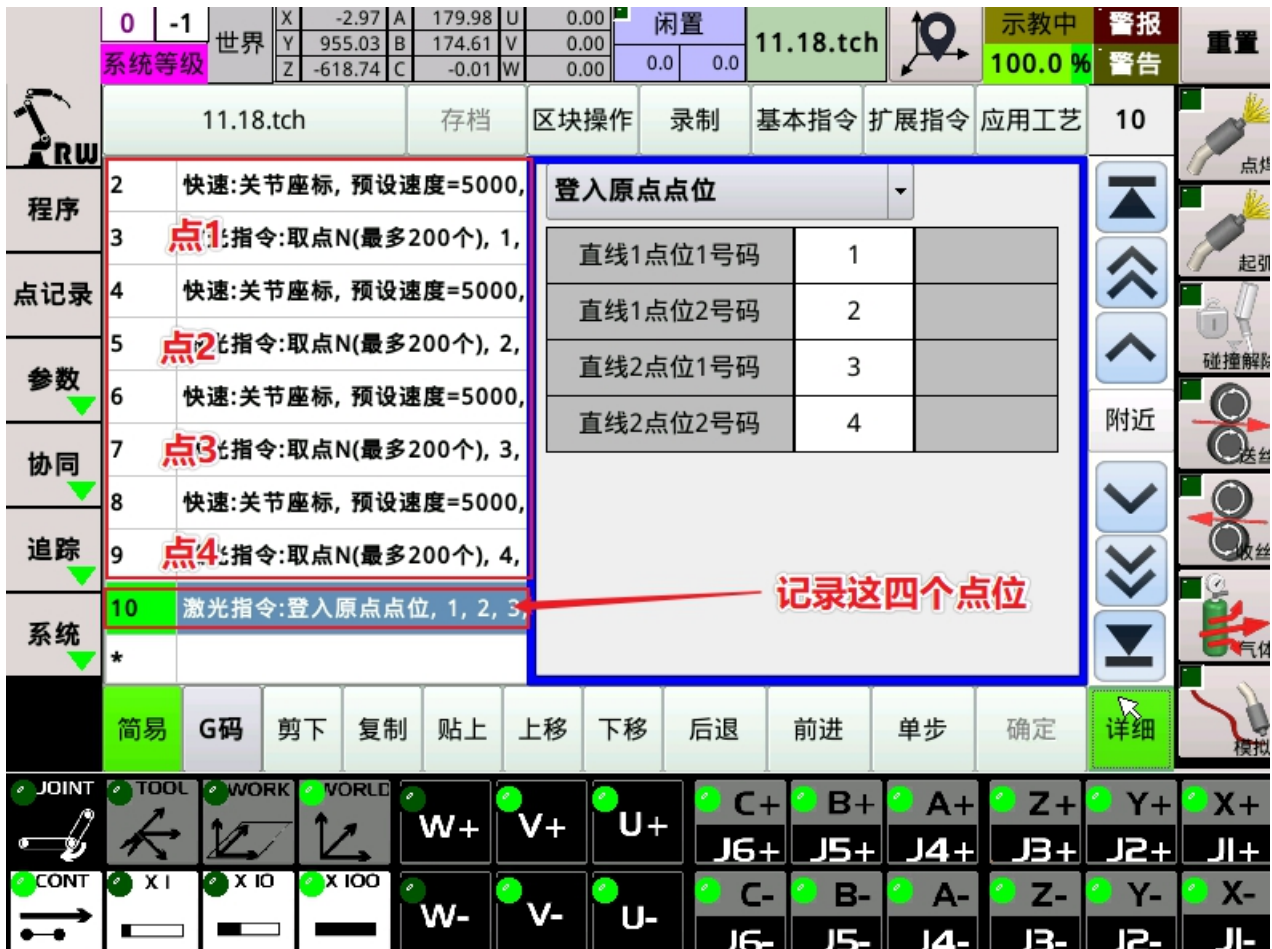 0 -1 世界 X -2.97 A 179.98 U 0.00 闲置 11.18.tch 示教中 警报 重置
Y 955.03 B 174.61 V 0.00
系统等级 Z -618.74 C -0.01 W 0.00 0.0 0.0 100.0 % 警告
RW 11.18.tch 存档 区块操作 录制 基本指令 扩展指令 应用工艺 10
程序
点记录
参数
协同
追踪
系统
2 快速:关节座标, 预设速度=5000,
3 点1 指令:取点N(最多200个), 1,
4 快速:关节座标, 预设速度=5000,
5 点2 指令:取点N(最多200个), 2,
6 快速:关节座标, 预设速度=5000,
7 点3 指令:取点N(最多200个), 3,
8 快速:关节座标, 预设速度=5000,
9 点4 指令:取点N(最多200个), 4,
10 激光指令:登入原点点位, 1, 2, 3,
*
登入原点点位
直线1点位1号码 1
直线1点位2号码 2
直线2点位1号码 3
直线2点位2号码 4
记录这四个点位
附近
点焊
起弧
碰撞解除
送丝
收丝
气体
模拟
简易 G码 剪下 复制 贴上 上移 下移 后退 前进 单步 确定 详细
JOINT TOOL WORK WORLD W+ V+ U+ C+ B+ A+ Z+ Y+ X+
J6+ J5+ J4+ J3+ J2+ J1+
CONT X 1 X 10 X 100 W- V- U- C- B- A- Z- Y- X-
J6- J5- J4- J3- J2- J1-